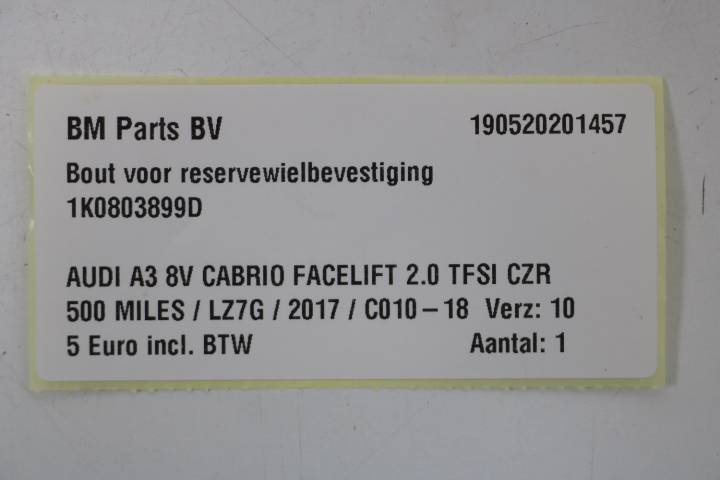 BM Parts BV 190520201457
Bout voor reservewielbevestiging
1K0803899D
AUDI A3 8V CABRIO FACELIFT 2.0 TFSI CZR
500 MILES / LZ7G / 2017 / C010-18 Verz: 10
5 Euro incl. BTW Aantal: 1